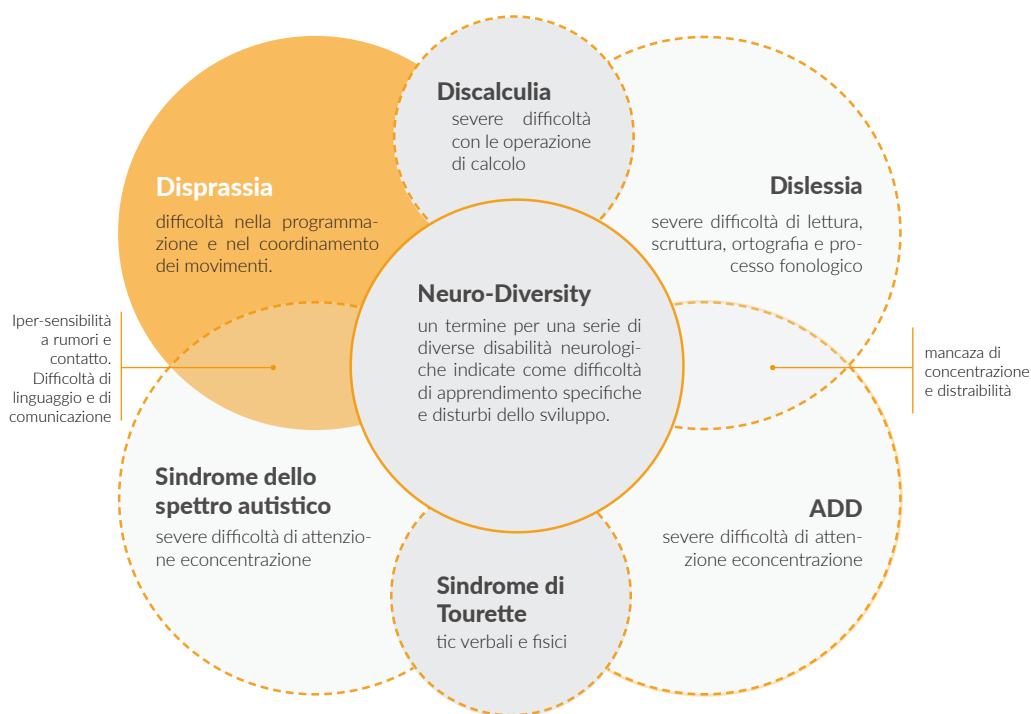 Discalculia
severe difficoltà
con le operazione
di calcolo
Disprassia
difficoltà nella programma-
zione e nel coordinamento
dei movimenti.
Dislessia
severe difficoltà di lettura,
scruttura, ortografia e pro-
cesso fonologico
Neuro-Diversity
un termine per una serie di
diverse disabilità neurologi-
che indicate come difficoltà
di apprendimento specifiche
e disturbi dello sviluppo.
Iper-sensibilità
a rumori e
contatto.
Difficoltà di
linguaggio e di
comunicazione
mancaza di
concentrazione
e distraibilità
Sindrome dello
spettro autistico
severe difficoltà di attenzio-
ne econcentrazione
ADD
severe difficoltà di atten-
zione econcentrazione
Sindrome di
Tourette
tic verbali e fisici